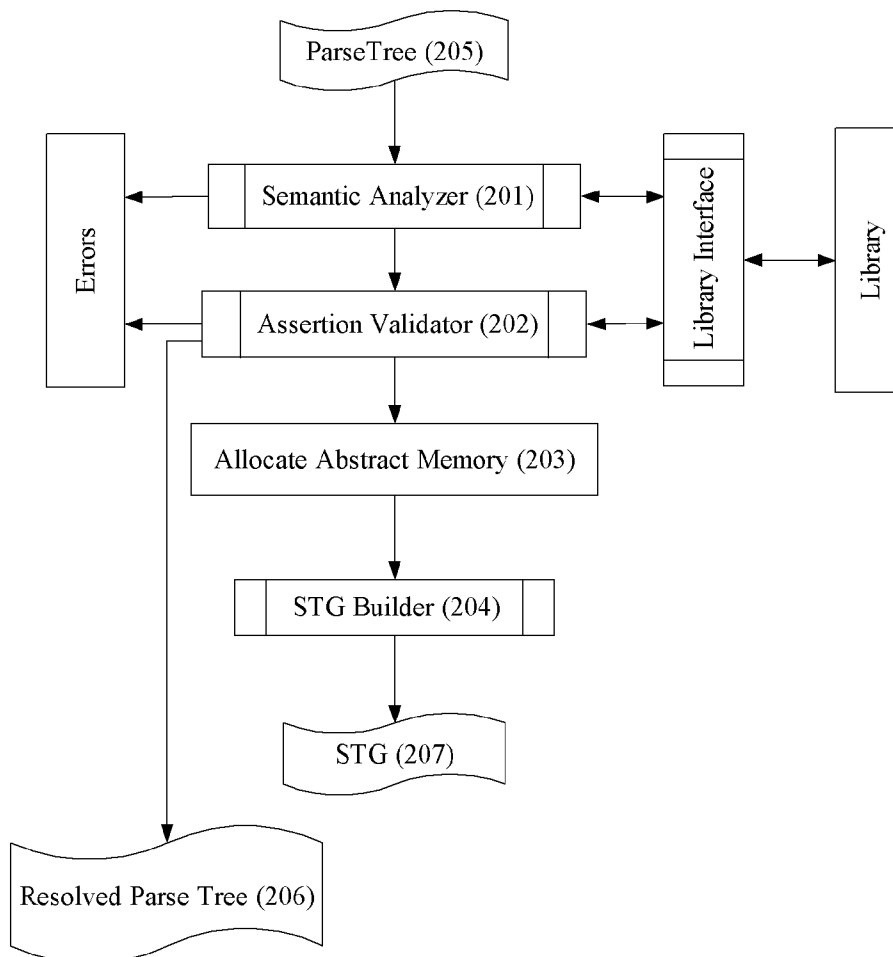 ParseTree (205)
Semantic Analyzer (201)
Errors
Library Interface
Library
Assertion Validator (202)
Allocate Abstract Memory (203)
STG Builder (204)
STG (207)
Resolved Parse Tree (206)